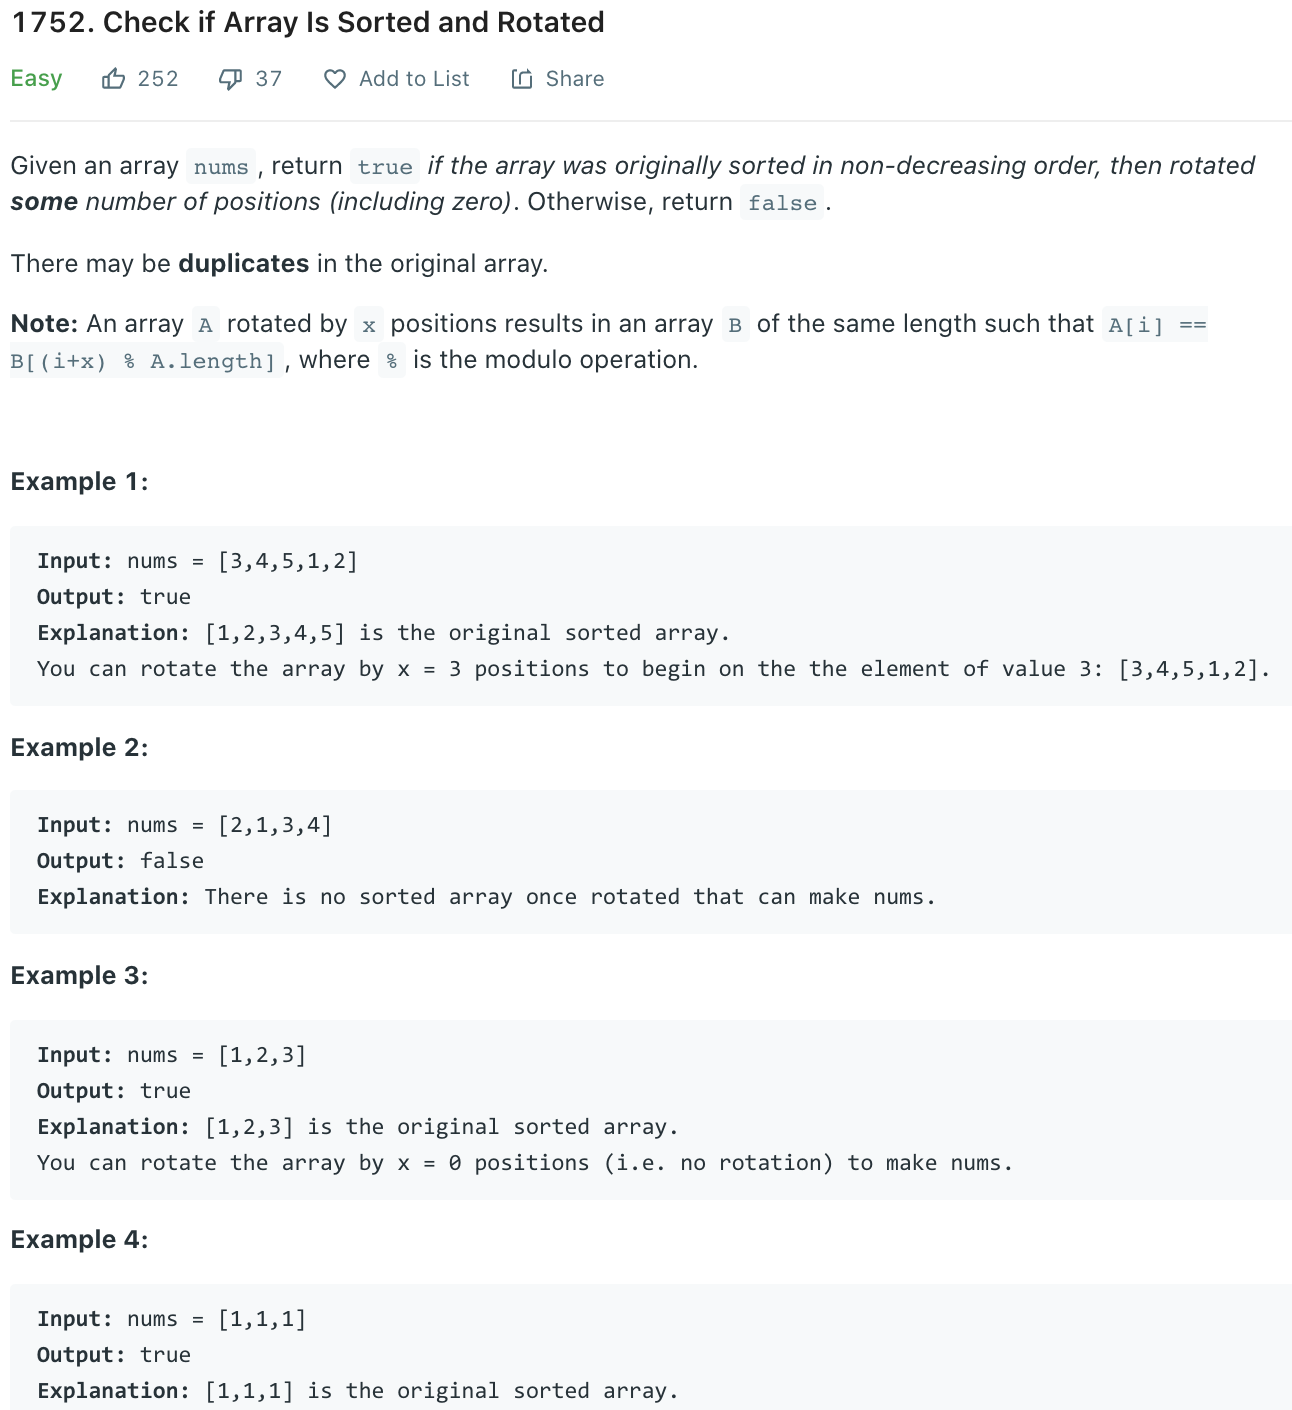 1752. Check if Array Is Sorted and Rotated
Easy 252 37 Add to List Share
Given an array nums , return true if the array was originally sorted in non-decreasing order, then rotated
some number of positions (including zero). Otherwise, return false .
There may be duplicates in the original array.
Note: An array A rotated by x positions results in an array B of the same length such that A[i] ==
B[(i+x) % A.length] , where % is the modulo operation.
Example 1:
Input: nums = [3,4,5,1,2]
Output: true
Explanation: [1,2,3,4,5] is the original sorted array.
You can rotate the array by x = 3 positions to begin on the the element of value 3: [3,4,5,1,2].
Example 2:
Input: nums = [2,1,3,4]
Output: false
Explanation: There is no sorted array once rotated that can make nums.
Example 3:
Input: nums = [1,2,3]
Output: true
Explanation: [1,2,3] is the original sorted array.
You can rotate the array by x = 0 positions (i.e. no rotation) to make nums.
Example 4:
Input: nums = [1,1,1]
Output: true
Explanation: [1,1,1] is the original sorted array.